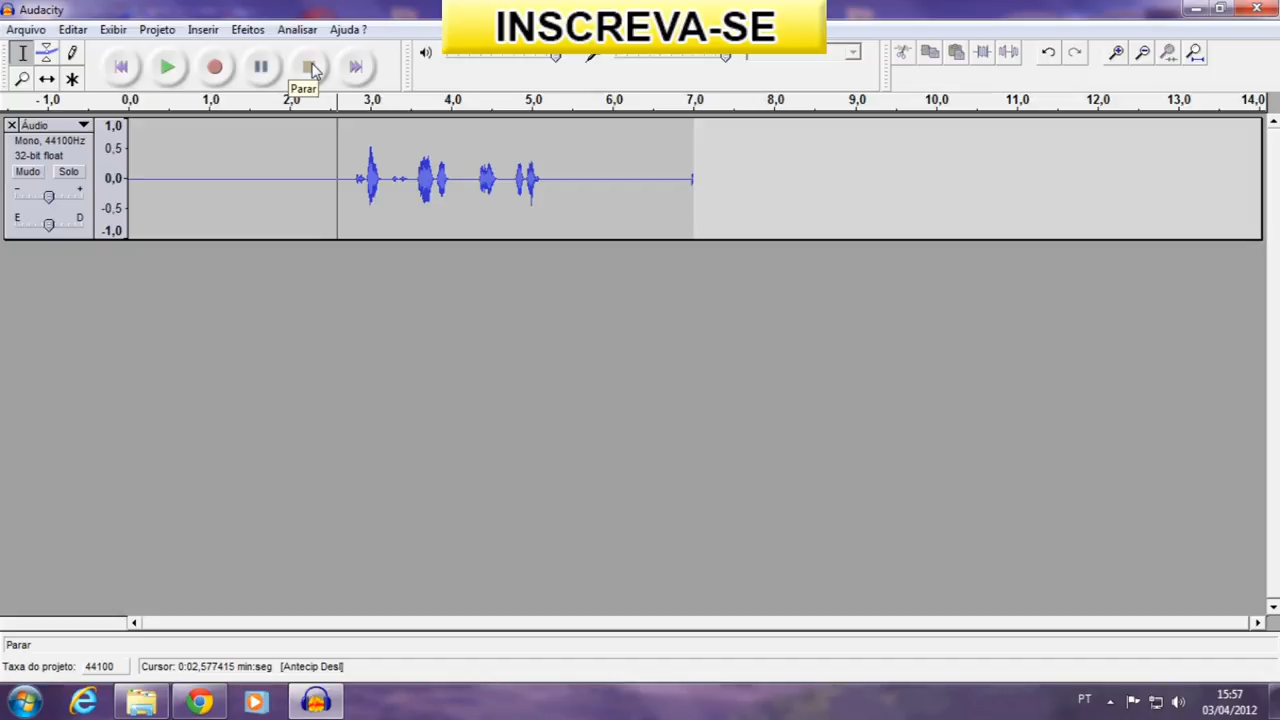 Audacity
INSCREVA-SE
Arquivo Editar Exibir Projeto Inserir Efeitos Analisar Ajuda ?
Parar
- 1,0 0,0 1,0 2,0 3,0 4,0 5,0 6,0 7,0 8,0 9,0 10,0 11,0 12,0 13,0 14,0
Áudio
Mono, 44100Hz
32-bit float
Mudo Solo
- +
E D
1,0
0,5
0,0
-0,5
-1,0
Parar
Taxa do projeto: 44100 Cursor: 0:02,577415 min:seg [Antecip Desl]
PT
15:57
03/04/2012